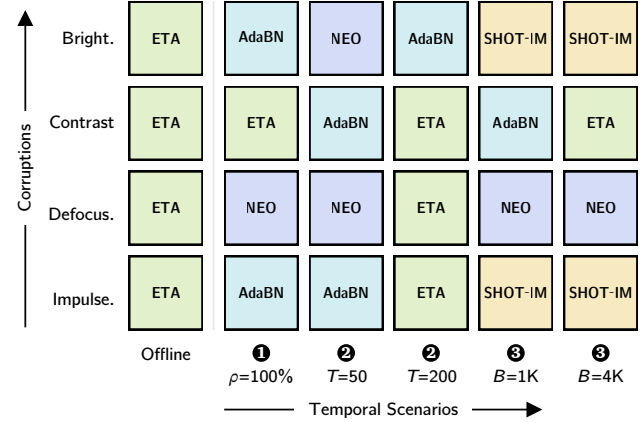 Corruptions
Bright. ETA AdaBN NEO AdaBN SHOT-IM SHOT-IM
Contrast ETA ETA AdaBN ETA AdaBN ETA
Defocus. ETA NEO NEO ETA NEO NEO
Impulse. ETA AdaBN AdaBN ETA SHOT-IM SHOT-IM
Offline ❶ ❷ ❷ ❸ ❸
ρ=100% T=50 T=200 B=1K B=4K
Temporal Scenarios